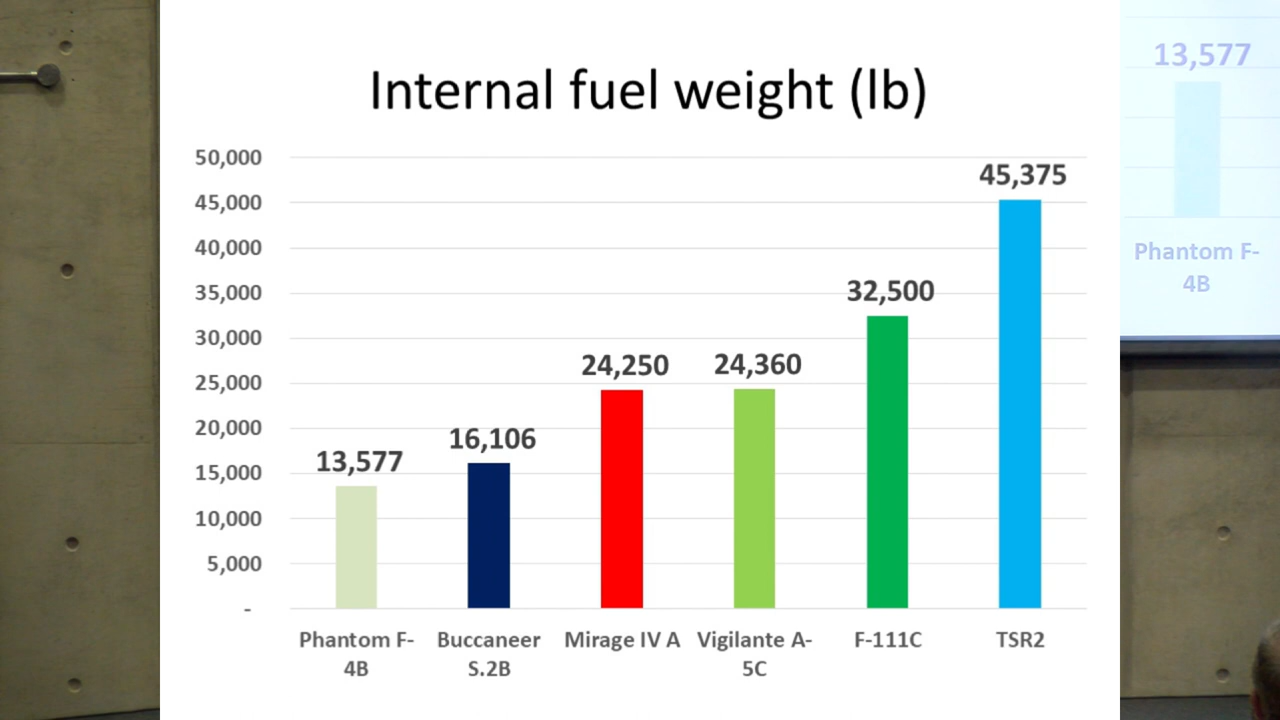 Internal fuel weight (lb)
50,000
45,000
40,000
35,000
30,000
25,000
20,000
15,000
10,000
5,000
-
13,577
16,106
24,250
24,360
32,500
45,375
Phantom F-
4B
Buccaneer
S.2B
Mirage IV A
Vigilante A-
5C
F-111C
TSR2
13,577
Phantom F-
4B